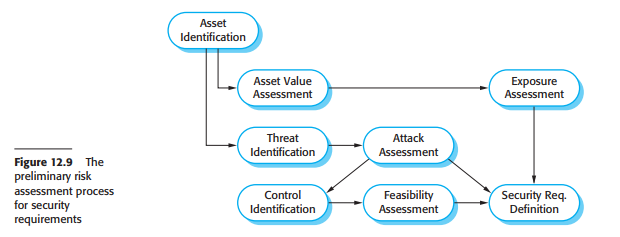 Asset
Identification
Asset Value
Assessment
Exposure
Assessment
Threat
Identification
Attack
Assessment
Control
Identification
Feasibility
Assessment
Security Req.
Definition
Figure 12.9 The
preliminary risk
assessment process
for security
requirements